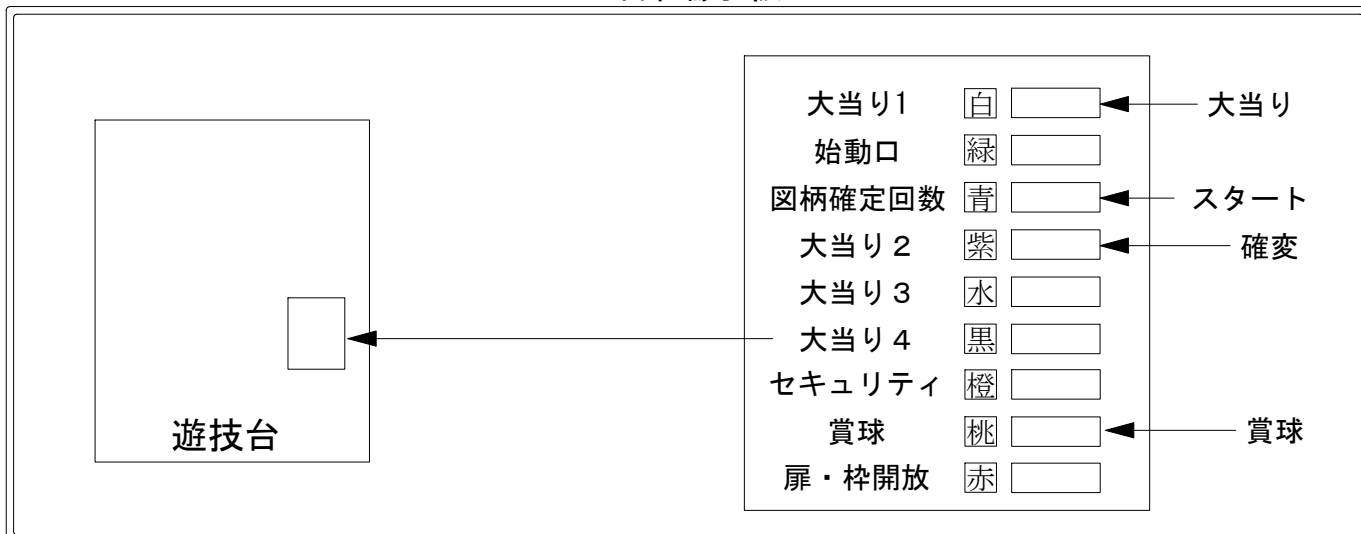 大当り1 白 大当り
始動口 緑
図柄確定回数 青 スタート
大当り２ 紫 確変
大当り３ 水
大当り４ 黒
セキュリティ 橙
賞球 桃 賞球
扉・枠開放 赤
遊技台